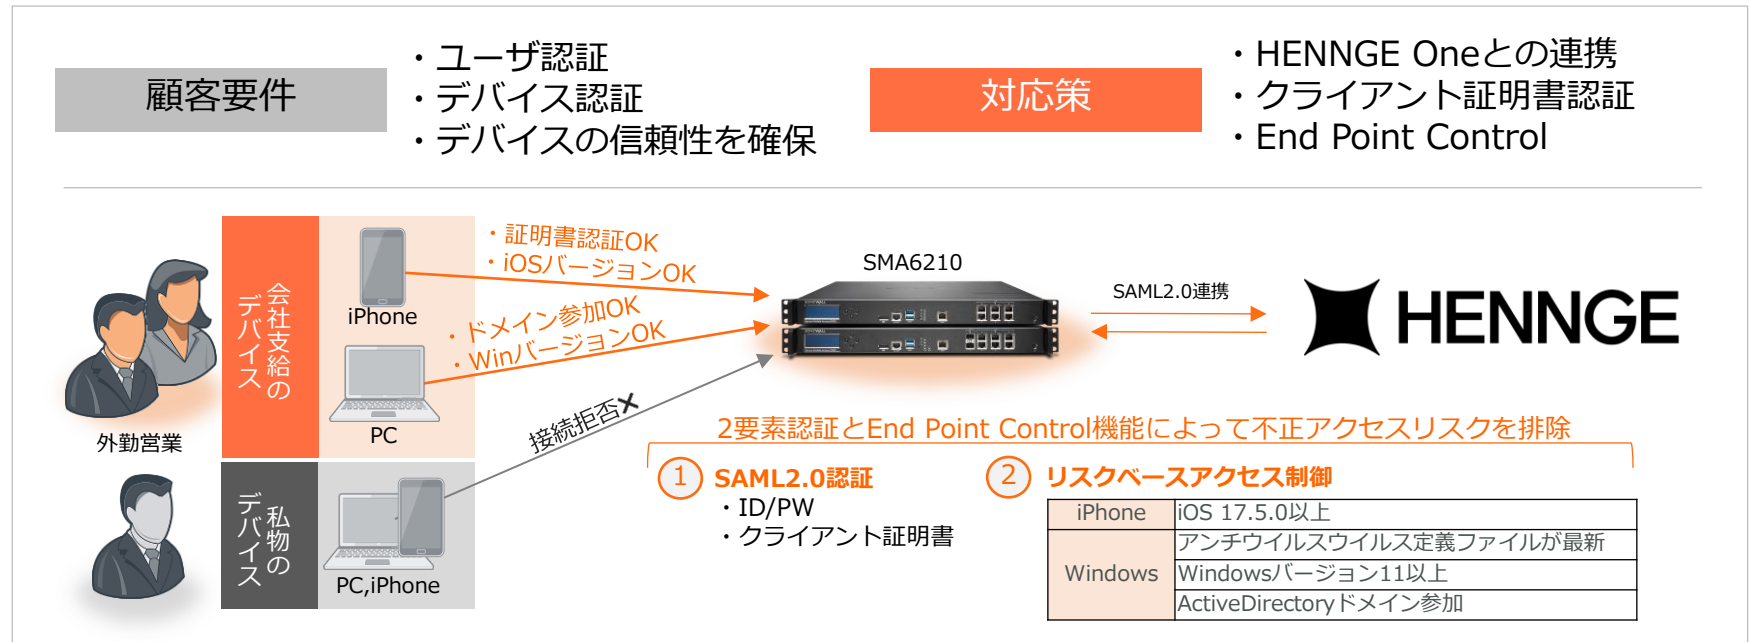 顧客要件
・ユーザ認証
・デバイス認証
・デバイスの信頼性を確保
対応策
・HENNGE Oneとの連携
・クライアント証明書認証
・End Point Control
外勤営業
会社支給の
デバイス
iPhone
PC
私物の
デバイス
PC,iPhone
・証明書認証OK
・iOSバージョンOK
・ドメイン参加OK
・WinバージョンOK
接続拒否✕
SMA6210
SAML2.0連携
HENNGE
2要素認証とEnd Point Control機能によって不正アクセスリスクを排除
1 SAML2.0認証
・ID/PW
・クライアント証明書
2 リスクベースアクセス制御
iPhone iOS 17.5.0以上
Windows アンチウイルスウイルス定義ファイルが最新
Windowsバージョン11以上
ActiveDirectoryドメイン参加